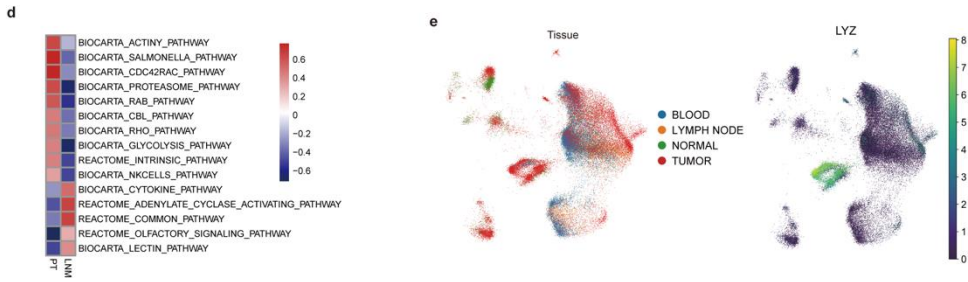 d
BIOCARTA_ACTINY_PATHWAY
BIOCARTA_SALMONELLA_PATHWAY
BIOCARTA_CDC42RAC_PATHWAY
BIOCARTA_PROTEASOME_PATHWAY
BIOCARTA_RAB_PATHWAY
BIOCARTA_CBL_PATHWAY
BIOCARTA_RHO_PATHWAY
BIOCARTA_GLYCOLYSIS_PATHWAY
REACTOME_INTRINSIC_PATHWAY
BIOCARTA_NKCELLS_PATHWAY
BIOCARTA_CYTOKINE_PATHWAY
REACTOME_ADENYLATE_CYCLASE_ACTIVATING_PATHWAY
REACTOME_COMMON_PATHWAY
REACTOME_OLFACTORY_SIGNALING_PATHWAY
BIOCARTA_LECTIN_PATHWAY
PT
LNM
0.6
0.4
0.2
0
−0.2
−0.4
−0.6
e
Tissue
BLOOD
LYMPH NODE
NORMAL
TUMOR
LYZ
8
7
6
5
4
3
2
1
0